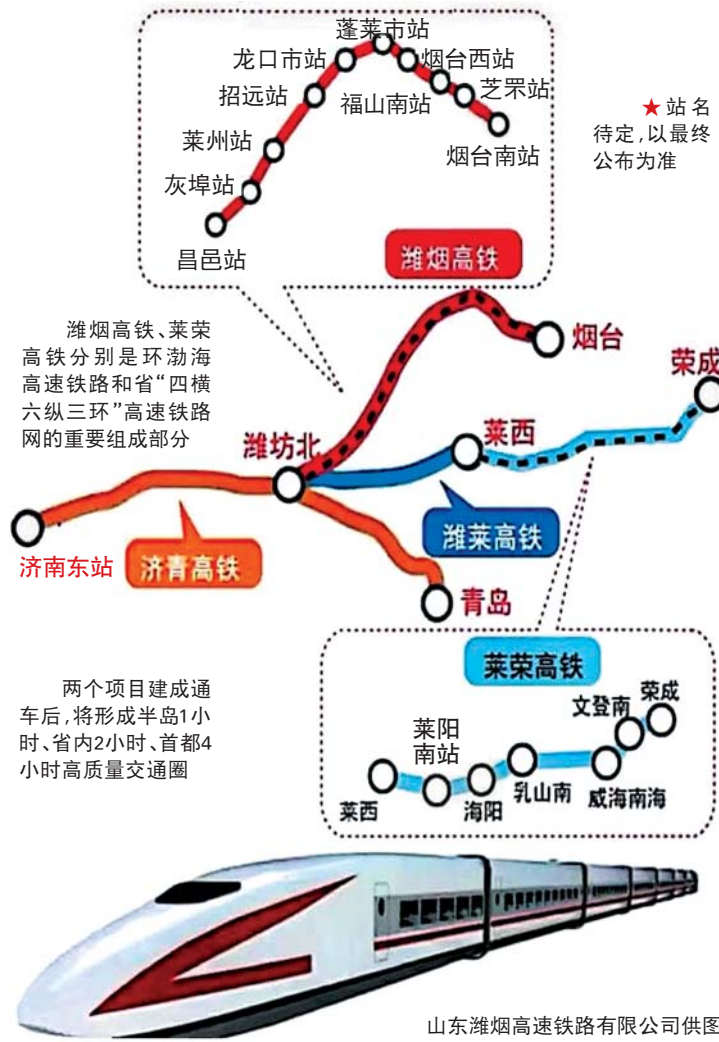 蓬莱市站
龙口市站
烟台西站
招远站
福山南站
芝罘站
莱州站
烟台南站
灰埠站
昌邑站
★站名
待定,以最终
公布为准
潍烟高铁
潍烟高铁、莱荣
高铁分别是环渤海
高速铁路和省“四横
六纵三环”高速铁路
网的重要组成部分
烟台
荣成
潍坊北
莱西
济南东站
济青高铁
潍莱高铁
青岛
两个项目建成通
车后,将形成半岛1小
时、省内2小时、首都4
小时高质量交通圈
莱荣高铁
莱西
莱阳
南站
海阳
乳山南
威海南海
文登南
荣成
山东潍烟高速铁路有限公司供图